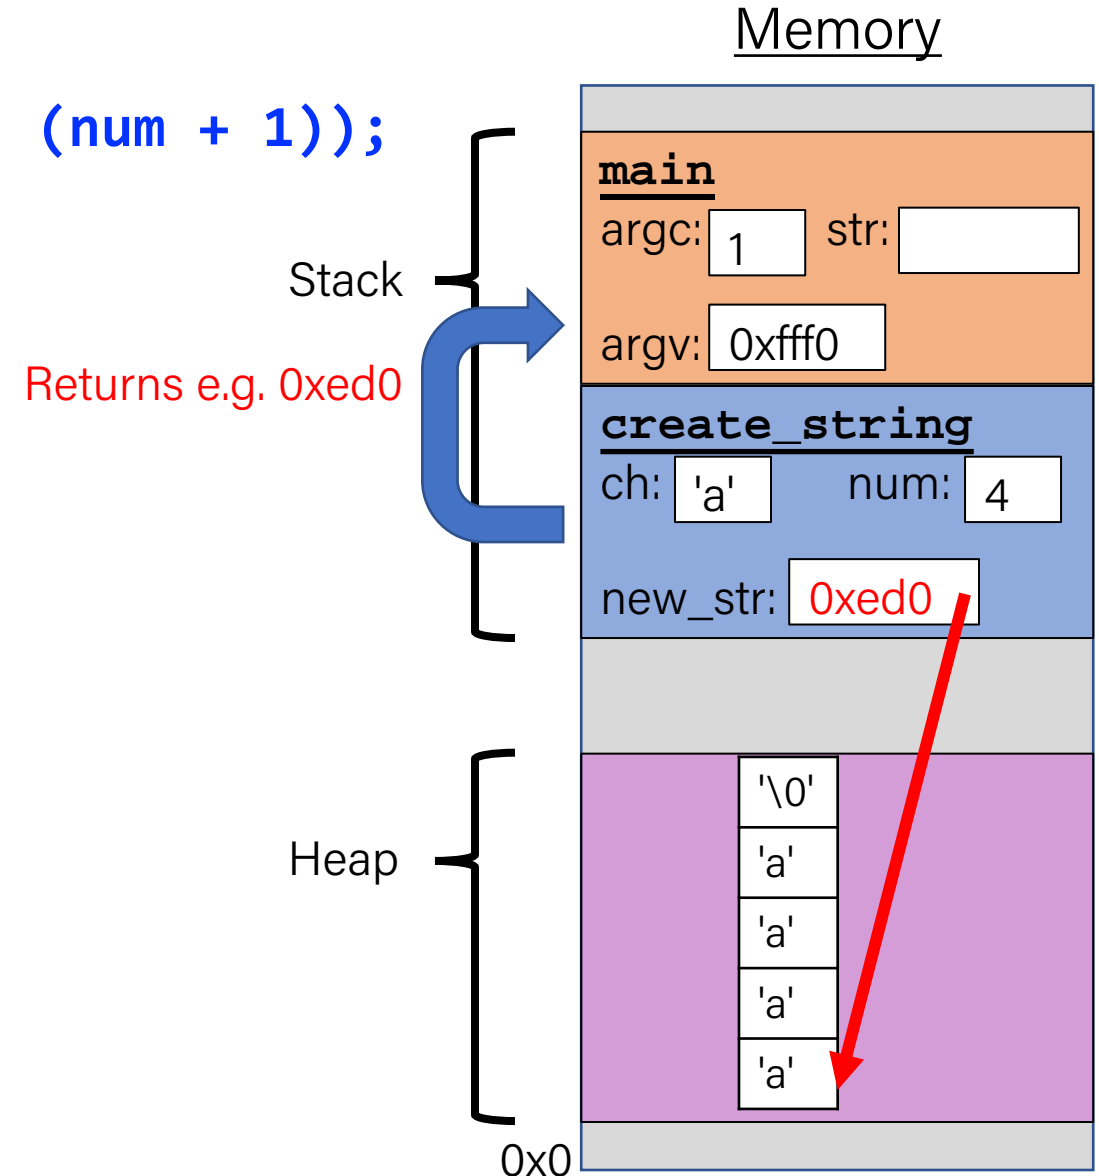 Memory
(num + 1));
main
argc: 1 str:
Stack
argv: 0xfff0
Returns e.g. 0xed0
create_string
ch: 'a' num: 4
new_str: 0xed0
'\0'
'a'
Heap
'a'
'a'
'a'
0x0